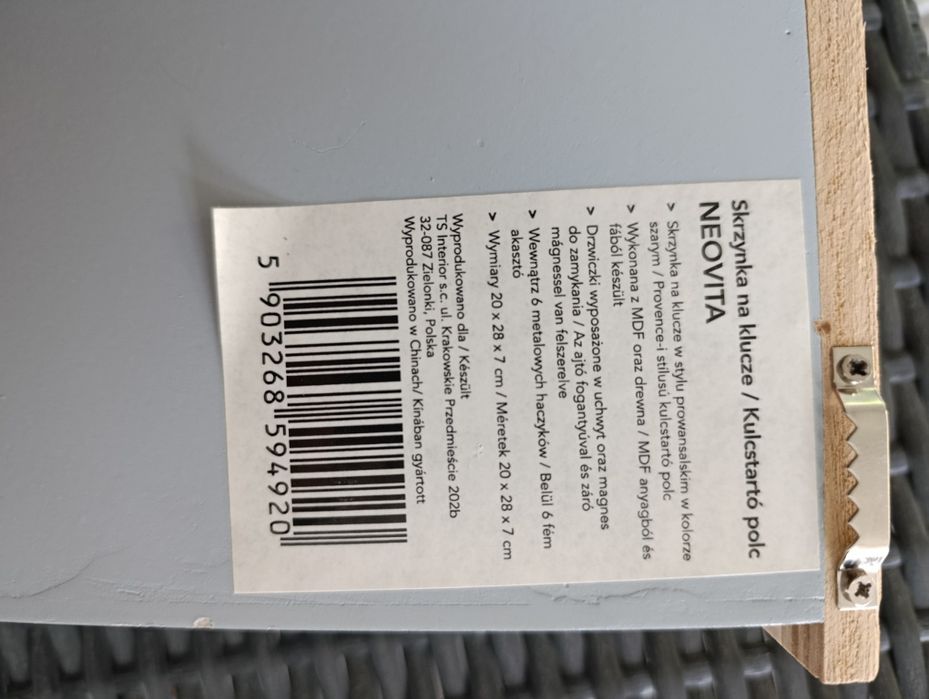 Skrzynka na klucze / Kulcstartó polc
NEOVITA
> Skrzynka na klucze w stylu prowansalskim w kolorze
szarym / Provence-i stílusú kulcstartó polc
> Wykonana z MDF oraz drewna / MDF anyagból és
fából készült
> Drzwiczki wyposażone w uchwyt oraz magnes
do zamykania / Az ajtó fogantyúval és záró
mágnessel van felszerelve
> Wewnątrz 6 metalowych haczyków / Belül 6 fém
akasztó
> Wymiary 20 x 28 x 7 cm / Méretek 20 x 28 x 7 cm
Wyprodukowano dla / Készült
TS Interior s.c. ul. Krakowskie Przedmieście 202b
32-087 Zielonki, Polska
Wyprodukowano w Chinach/ Kínában gyártott
5 903268 594920